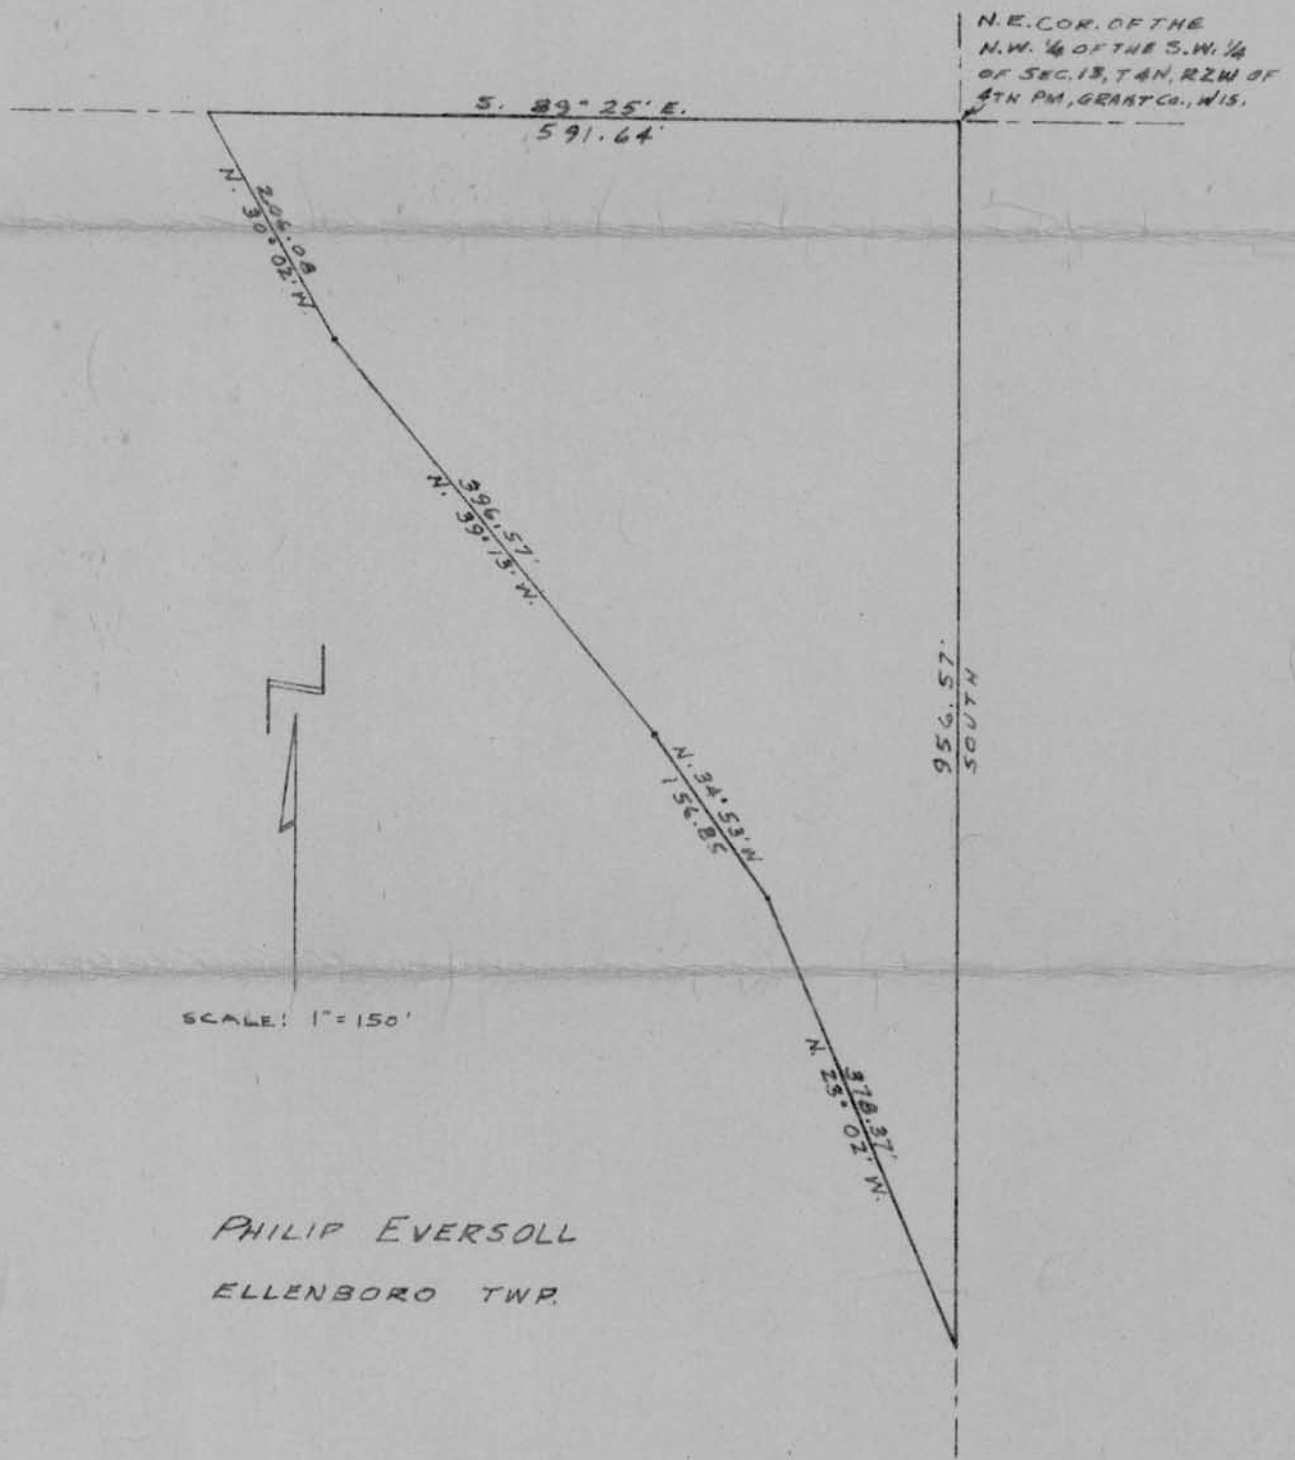 N.E. COR. OF THE
N.W. ¼ OF THE S.W. ¼
OF SEC. 13, T4N, R2W OF
4TH PM, GRANT CO., WIS.
S. 89° 25' E.
591.64'
206.08
N. 30° 02' W.
396.57'
N. 39° 13' W.
956.57'
SOUTH
N. 34° 53' W
156.85
378.37'
N. 23° 02' W.
SCALE: 1" = 150'
PHILIP EVERSOLL
ELLENBORO TWP.